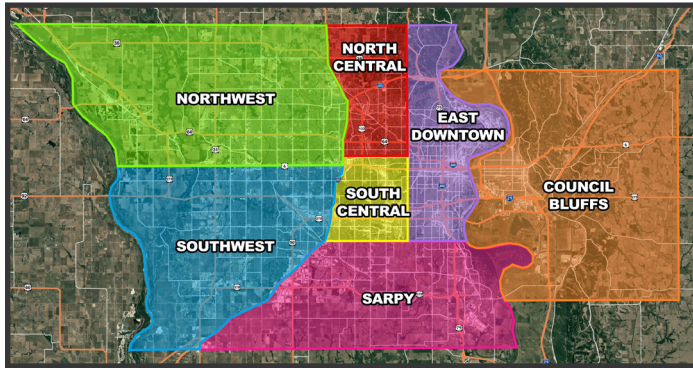 NORTH
CENTRAL
NORTHWEST
EAST
DOWNTOWN
SOUTH
CENTRAL
COUNCIL
BLUFFS
SOUTHWEST
SARPY